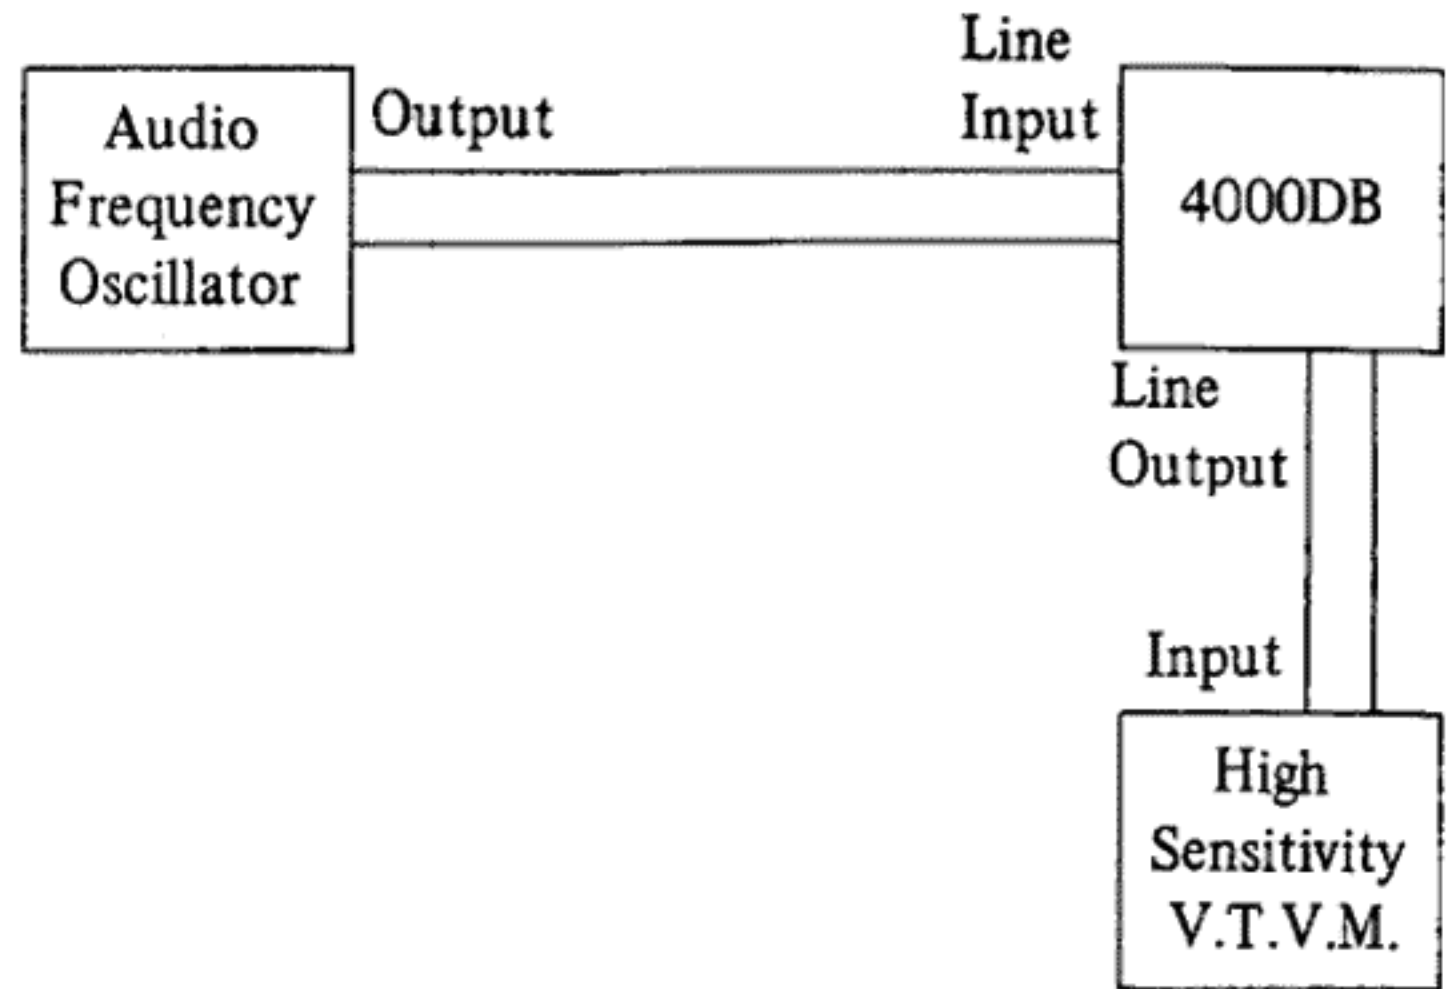 Audio
Frequency
Oscillator
Output
Line
Input
4000DB
Line
Output
Input
High
Sensitivity
V.T.V.M.